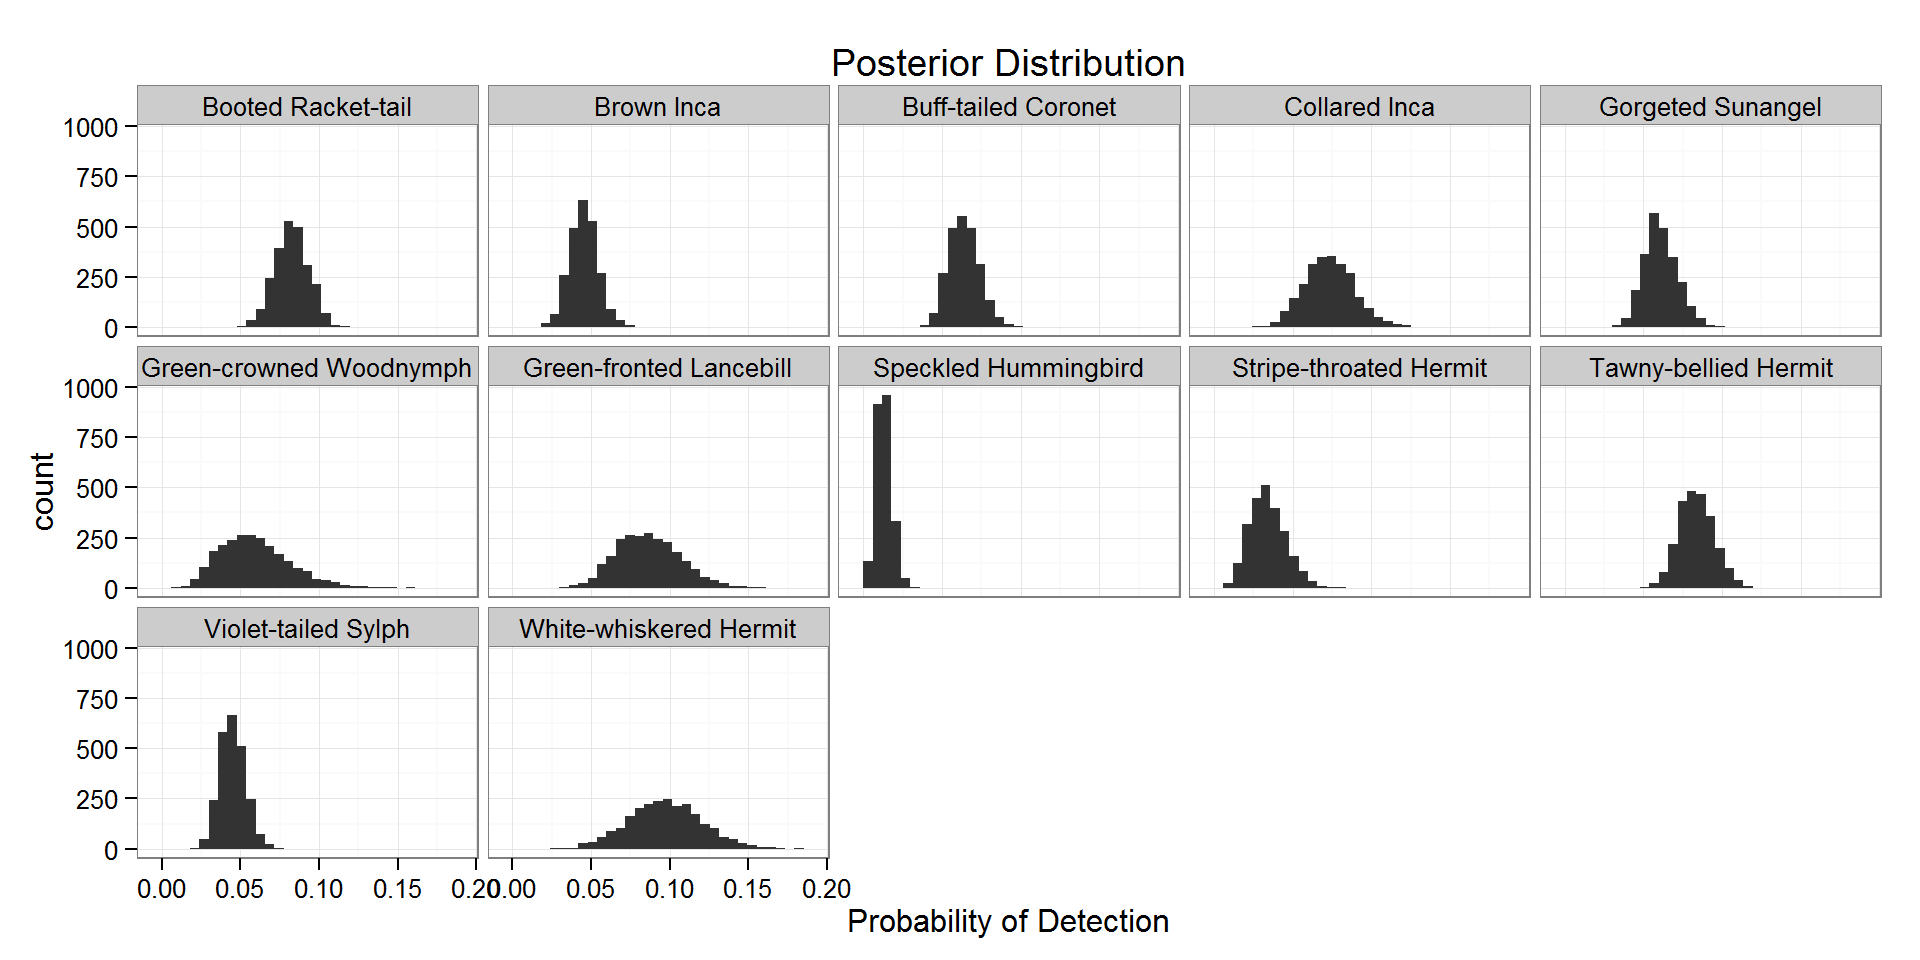 Posterior Distribution
Booted Racket-tail Brown Inca Buff-tailed Coronet Collared Inca Gorgeted Sunangel
1000
750
500
250
0
Green-crowned Woodnymph Green-fronted Lancebill Speckled Hummingbird Stripe-throated Hermit Tawny-bellied Hermit
1000
750
500
250
0
count
Violet-tailed Sylph White-whiskered Hermit
1000
750
500
250
0
0.00 0.05 0.10 0.15 0.20 0.00 0.05 0.10 0.15 0.20
Probability of Detection